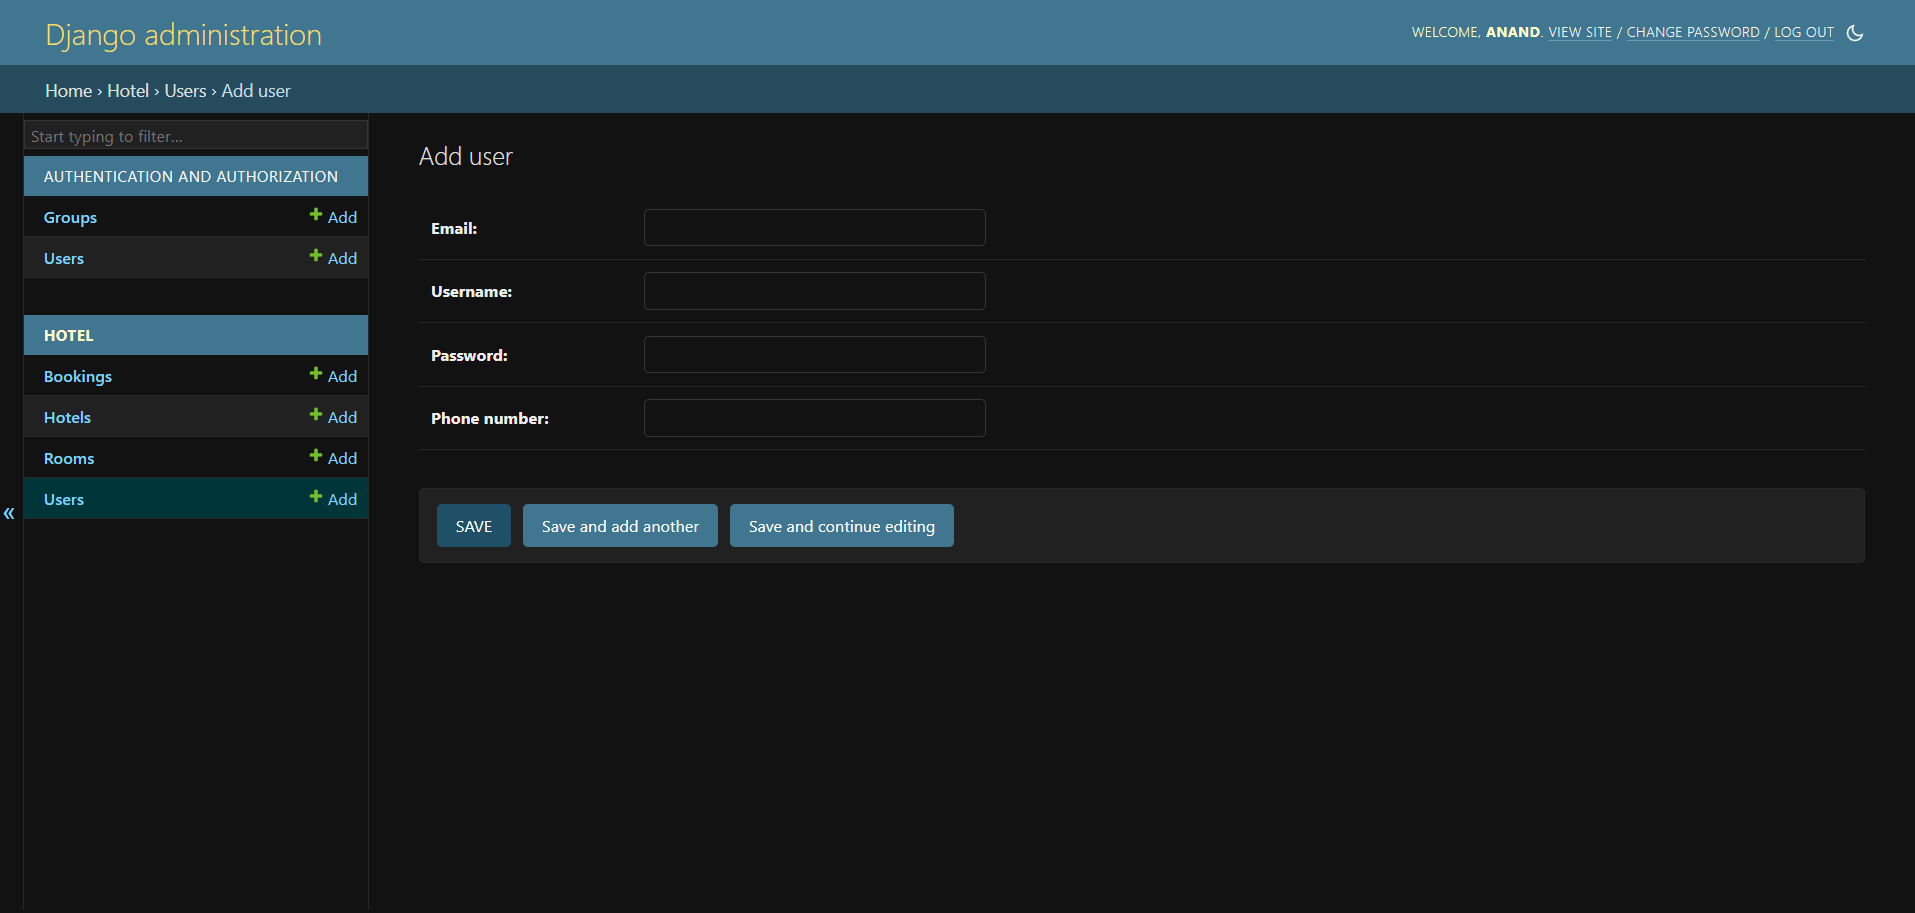 Django administration
WELCOME, ANAND. VIEW SITE / CHANGE PASSWORD / LOG OUT
Home › Hotel › Users › Add user
Start typing to filter...
AUTHENTICATION AND AUTHORIZATION
Groups Add
Users Add
HOTEL
Bookings Add
Hotels Add
Rooms Add
Users Add
«
Add user
Email:
Username:
Password:
Phone number:
SAVE Save and add another Save and continue editing